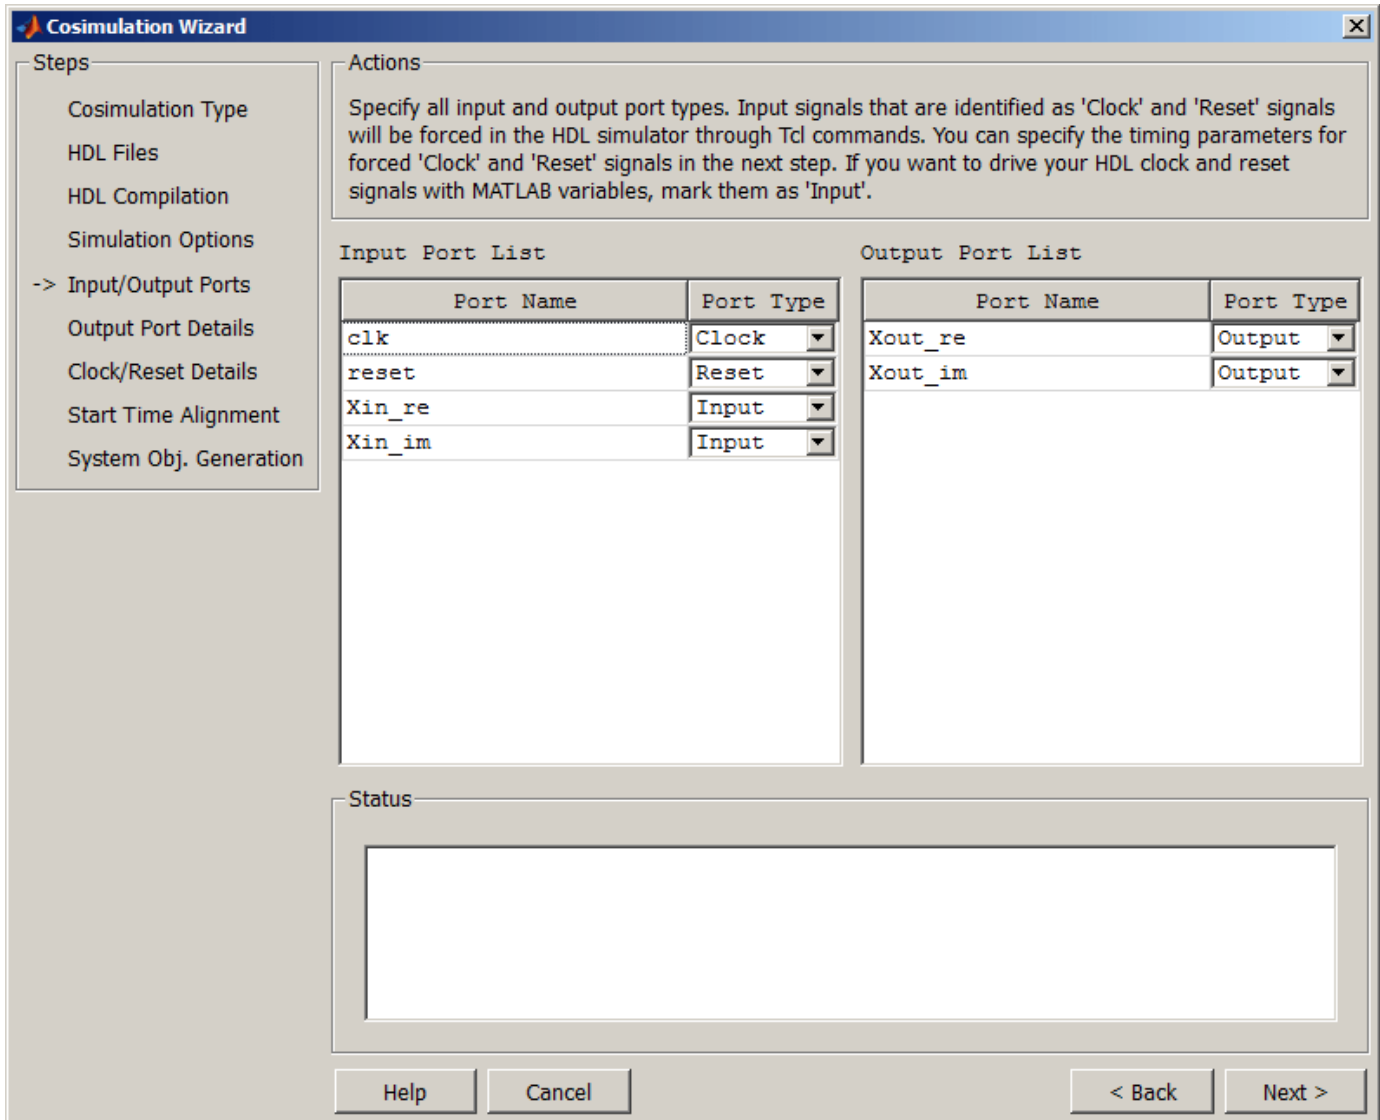 Cosimulation Wizard
Steps
Cosimulation Type
HDL Files
HDL Compilation
Simulation Options
-> Input/Output Ports
Output Port Details
Clock/Reset Details
Start Time Alignment
System Obj. Generation
Actions
Specify all input and output port types. Input signals that are identified as 'Clock' and 'Reset' signals
will be forced in the HDL simulator through Tcl commands. You can specify the timing parameters for
forced 'Clock' and 'Reset' signals in the next step. If you want to drive your HDL clock and reset
signals with MATLAB variables, mark them as 'Input'.
Input Port List
Port Name Port Type
clk Clock
reset Reset
Xin_re Input
Xin_im Input
Output Port List
Port Name Port Type
Xout_re Output
Xout_im Output
Status
Help Cancel < Back Next >